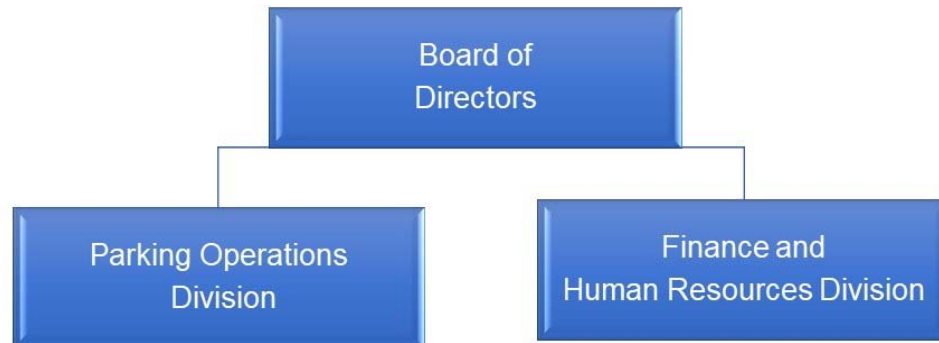 Board of
Directors
Parking Operations
Division
Finance and
Human Resources Division